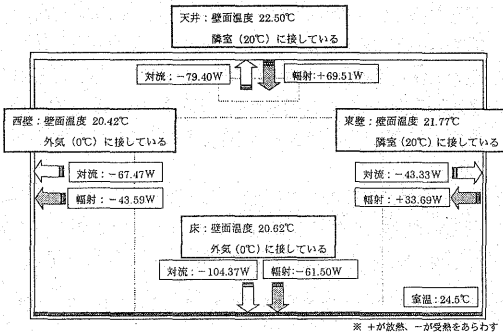 天井：壁面温度 22.50℃
隣室（20℃）に接している
対流：－79.40W
輻射：＋69.51W
西壁：壁面温度 20.42℃
外気（0℃）に接している
対流：－67.47W
輻射：－43.59W
東壁：壁面温度 21.77℃
隣室（20℃）に接している
対流：－43.33W
輻射：＋33.69W
床：壁面温度 20.62℃
外気（0℃）に接している
対流：－104.37W
輻射：－61.50W
室温：24.5℃
※ ＋が放熱、－が受熱をあらわす